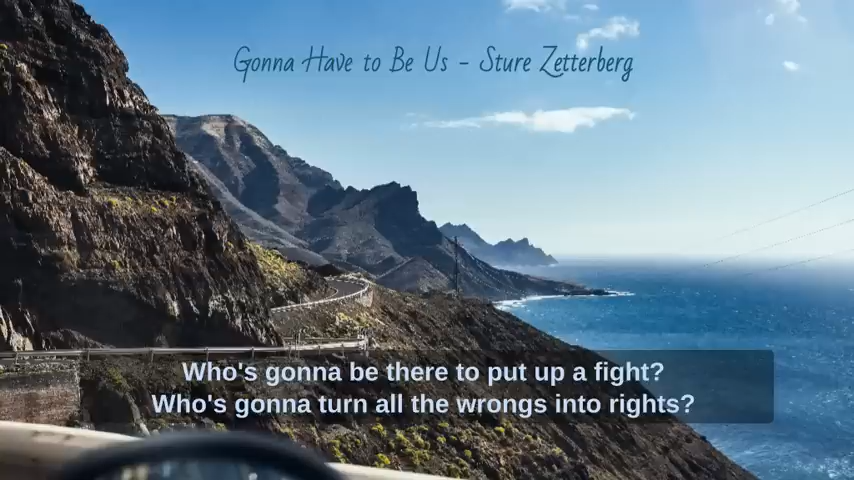 Gonna Have to Be Us - Sture Zetterberg
Who's gonna be there to put up a fight?
Who's gonna turn all the wrongs into rights?